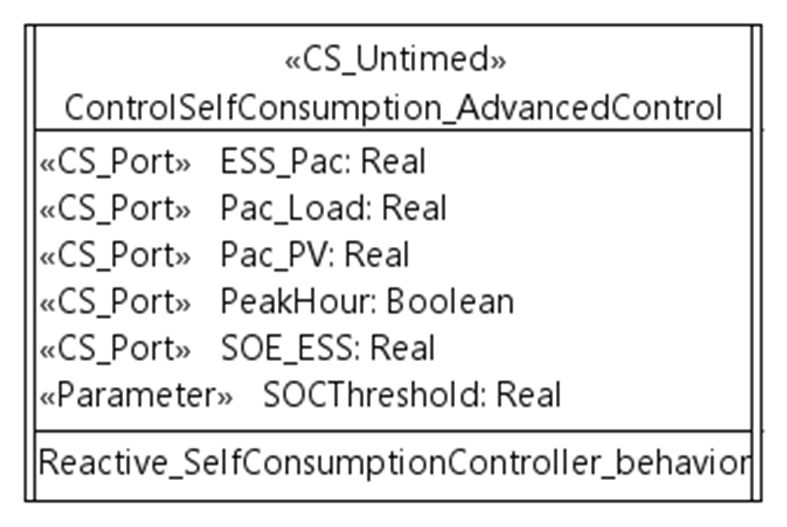 «CS_Untimed»
ControlSelfConsumption_AdvancedControl
«CS_Port» ESS_Pac: Real
«CS_Port» Pac_Load: Real
«CS_Port» Pac_PV: Real
«CS_Port» PeakHour: Boolean
«CS_Port» SOE_ESS: Real
«Parameter» SOCThreshold: Real
Reactive_SelfConsumptionController_behavior